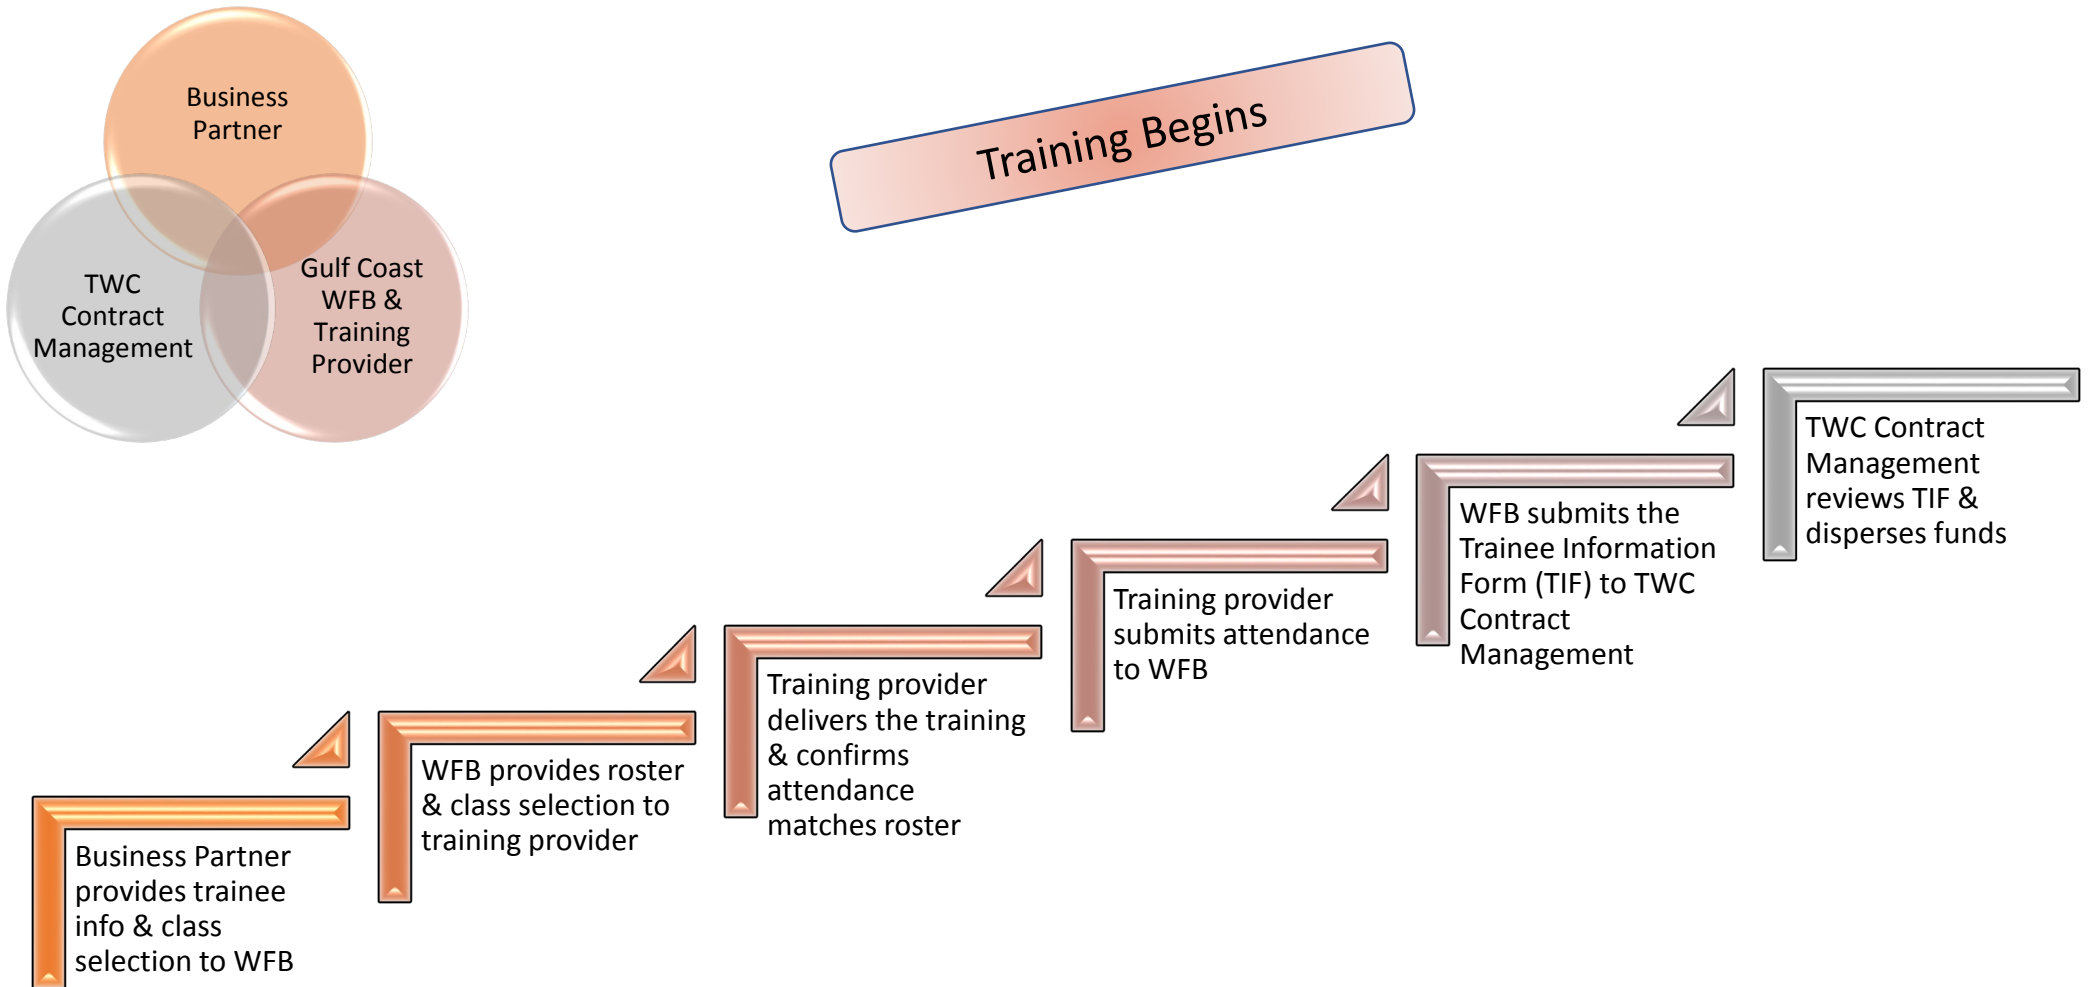 Business
Partner
TWC
Contract
Management
Gulf Coast
WFB &
Training
Provider
Training Begins
Business Partner
provides trainee
info & class
selection to WFB
WFB provides roster
& class selection to
training provider
Training provider
delivers the training
& confirms
attendance
matches roster
Training provider
submits attendance
to WFB
WFB submits the
Trainee Information
Form (TIF) to TWC
Contract
Management
TWC Contract
Management
reviews TIF &
disperses funds